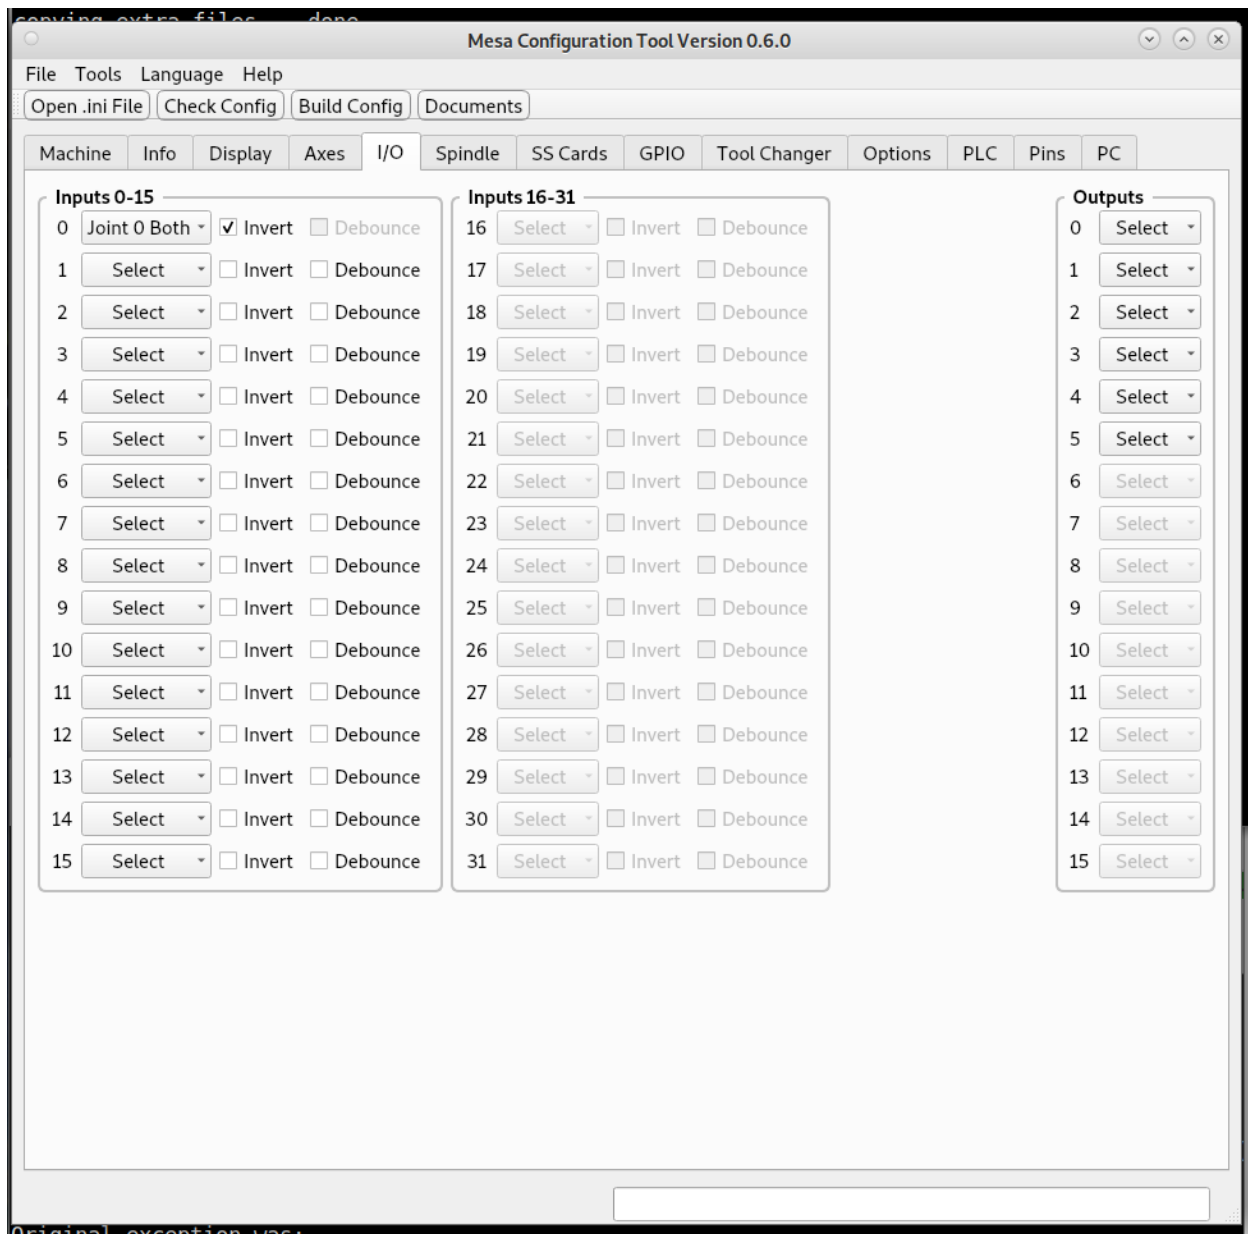 copying extra files... done
Mesa Configuration Tool Version 0.6.0
File Tools Language Help
Open .ini File Check Config Build Config Documents
Machine Info Display Axes I/O Spindle SS Cards GPIO Tool Changer Options PLC Pins PC
Inputs 0-15 Inputs 16-31 Outputs
0 Joint 0 Both Invert Debounce 16 Select Invert Debounce 0 Select
1 Select Invert Debounce 17 Select Invert Debounce 1 Select
2 Select Invert Debounce 18 Select Invert Debounce 2 Select
3 Select Invert Debounce 19 Select Invert Debounce 3 Select
4 Select Invert Debounce 20 Select Invert Debounce 4 Select
5 Select Invert Debounce 21 Select Invert Debounce 5 Select
6 Select Invert Debounce 22 Select Invert Debounce 6 Select
7 Select Invert Debounce 23 Select Invert Debounce 7 Select
8 Select Invert Debounce 24 Select Invert Debounce 8 Select
9 Select Invert Debounce 25 Select Invert Debounce 9 Select
10 Select Invert Debounce 26 Select Invert Debounce 10 Select
11 Select Invert Debounce 27 Select Invert Debounce 11 Select
12 Select Invert Debounce 28 Select Invert Debounce 12 Select
13 Select Invert Debounce 29 Select Invert Debounce 13 Select
14 Select Invert Debounce 30 Select Invert Debounce 14 Select
15 Select Invert Debounce 31 Select Invert Debounce 15 Select
Original exception was: